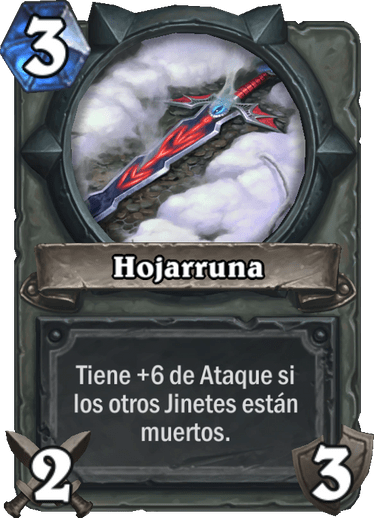 3
Hojarruna
Tiene +6 de Ataque si
los otros Jinetes están
muertos.
2
3